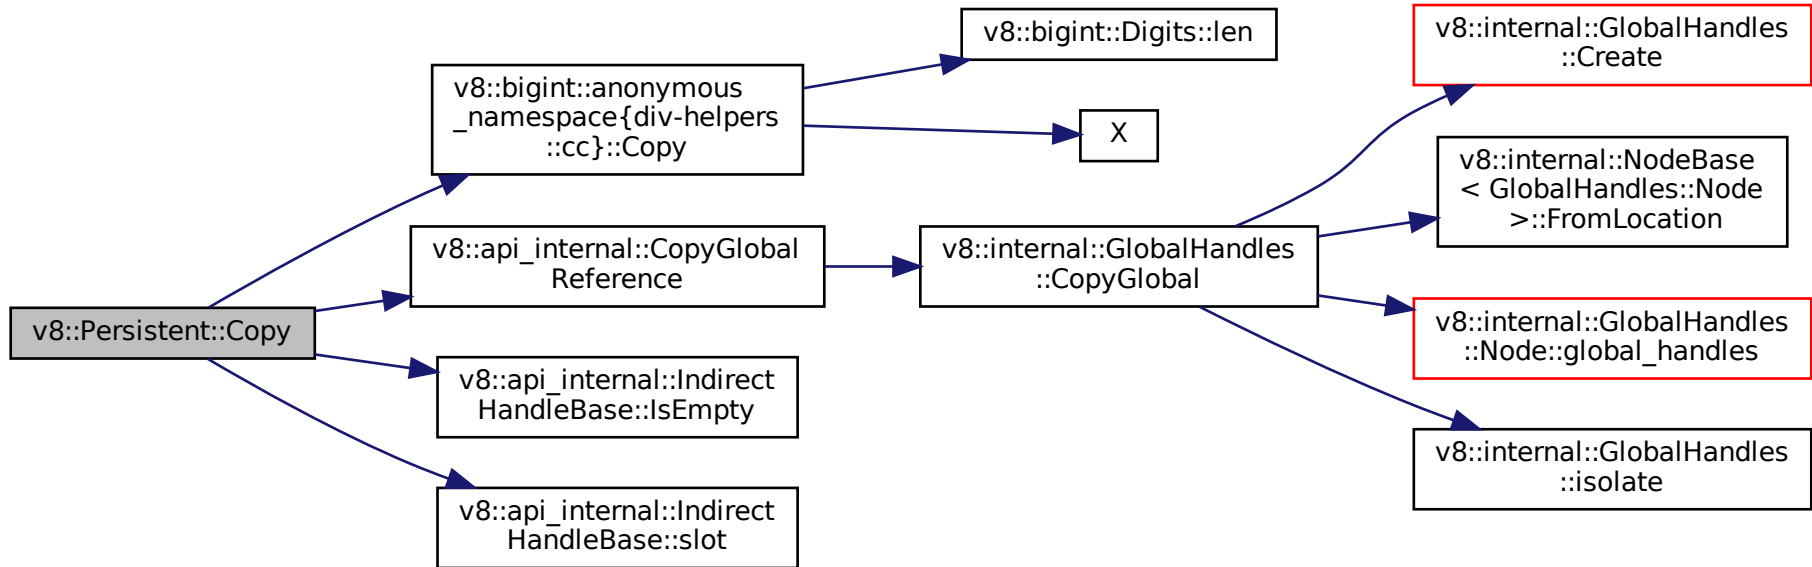 v8::Persistent::Copy
v8::bigint::anonymous
_namespace{div-helpers
::cc}::Copy
v8::bigint::Digits::len
X
v8::api_internal::CopyGlobal
Reference
v8::internal::GlobalHandles
::CopyGlobal
v8::internal::GlobalHandles
::Create
v8::internal::NodeBase
< GlobalHandles::Node
>::FromLocation
v8::internal::GlobalHandles
::Node::global_handles
v8::internal::GlobalHandles
::isolate
v8::api_internal::Indirect
HandleBase::IsEmpty
v8::api_internal::Indirect
HandleBase::slot